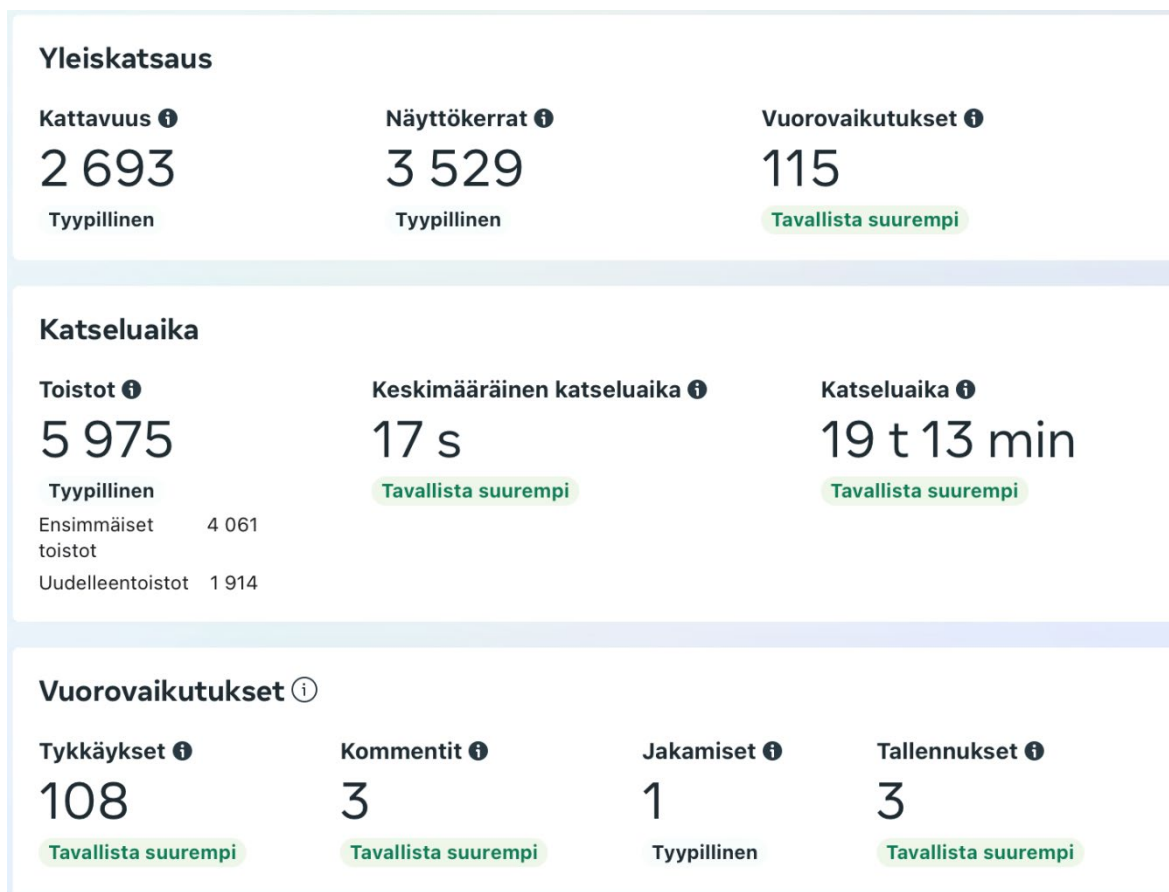 Yleiskatsaus
Kattavuus
Näyttökerrat
Vuorovaikutukset
2 693
3 529
115
Tyypillinen
Tyypillinen
Tavallista suurempi
Katseluaika
Toistot
Keskimääräinen katseluaika
Katseluaika
5 975
17 s
19 t 13 min
Tyypillinen
Tavallista suurempi
Tavallista suurempi
Ensimmäiset 4 061
toistot
Uudelleentoistot 1 914
Vuorovaikutukset
Tykkäykset
Kommentit
Jakamiset
Tallennukset
108
3
1
3
Tavallista suurempi
Tavallista suurempi
Tyypillinen
Tavallista suurempi